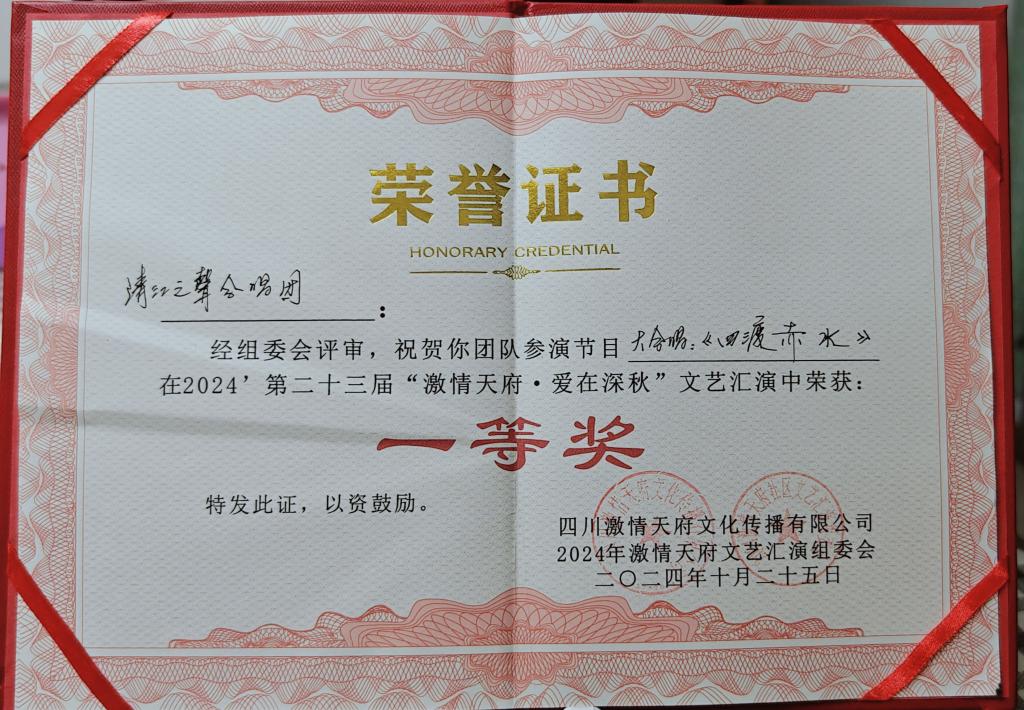 荣誉证书
HONORARY CREDENTIAL
清江之聲合唱团：
经组委会评审，祝贺你团队参演节目 大合唱：《四渡赤水》
在2024’第二十三届“激情天府·爱在深秋”文艺汇演中荣获：
一等奖
特发此证，以资鼓励。
四川激情天府文化传播有限公司
2024年激情天府文艺汇演组委会
二〇二四年十月二十五日